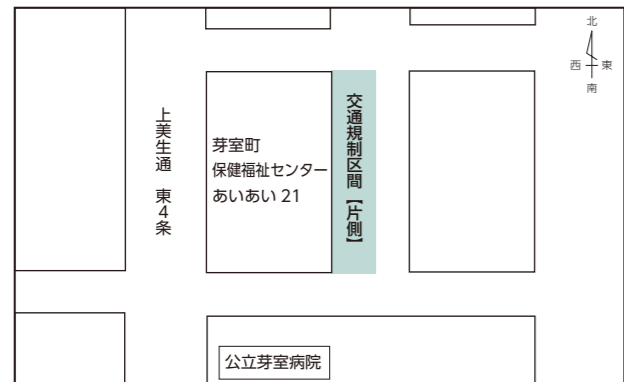 北
西 東
南
上美生通 東4条
芽室町
保健福祉センター
あいあい 21
交通規制区間【片側】
公立芽室病院